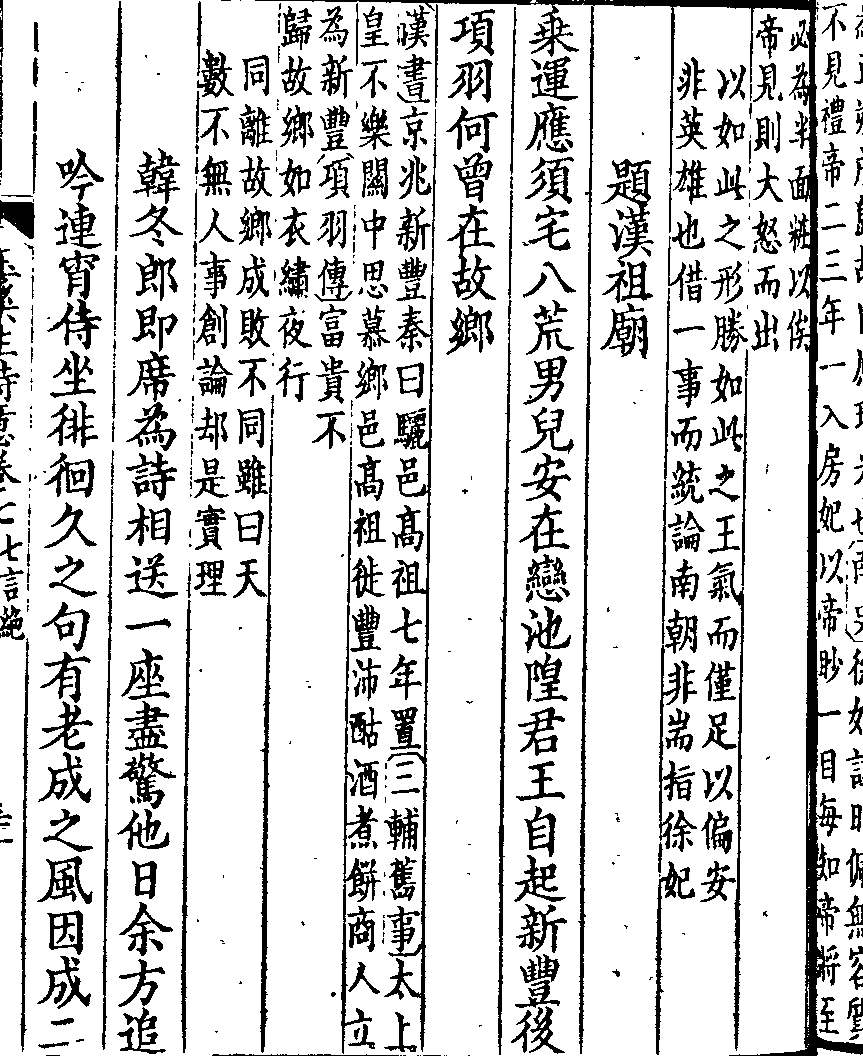 不見禮帝二三年一入房妃以帝眇一目每知帝將至
必為半面粧以俟
帝見則大怒而出
以如此之形勝如此之王氣而僅足以偏安
非英雄也借一事而統論南朝非耑指徐妃
題漢祖廟
乗運應須宅八荒男兒安在戀池隍君王自起新豐後
項羽何曾在故鄉
漢書京兆新豐秦曰驪邑髙祖七年置三輔舊事太上
皇不樂關中思慕鄉邑髙祖徙豐沛酤酒煮餅商人立
為新豐項羽傳富貴不
歸故鄉如衣繡夜行
同離故鄉成敗不同雖曰天
數不無人事創論却是實理
韓冬郎即席為詩相送一座盡驚他日余方追
吟連宵侍坐徘徊久之句有老成之風因成二
七言絶